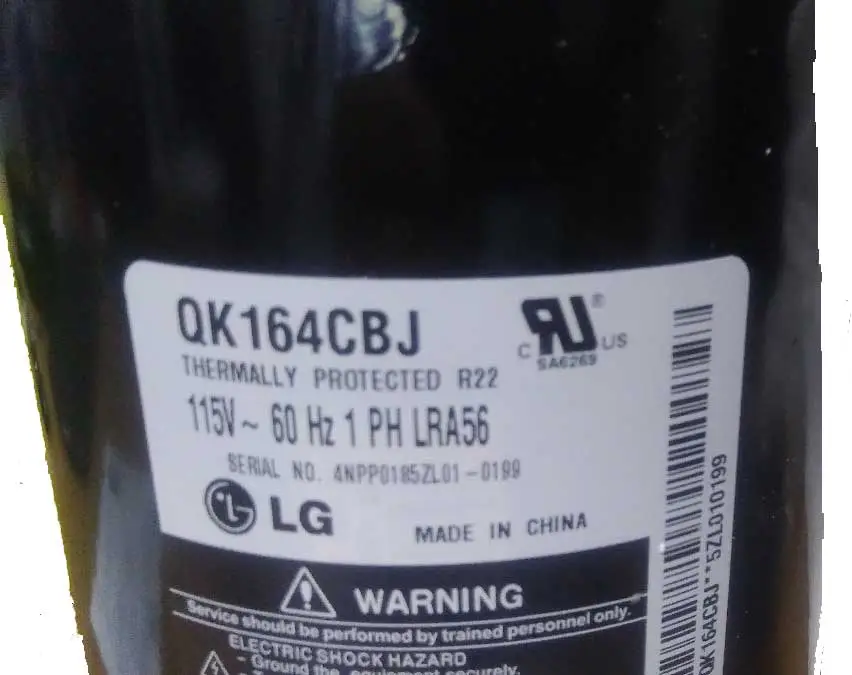 QK164CBJ
THERMALLY PROTECTED R22
115V~ 60 Hz 1 PH LRA56
SERIAL NO. 4NPP0185ZL01-0199
LG
MADE IN CHINA
C RU ® US
SA6269
QK164CBJ**5ZL010199
WARNING
Service should be performed by trained personnel only.
ELECTRIC SHOCK HAZARD
- Ground the equipment securely.